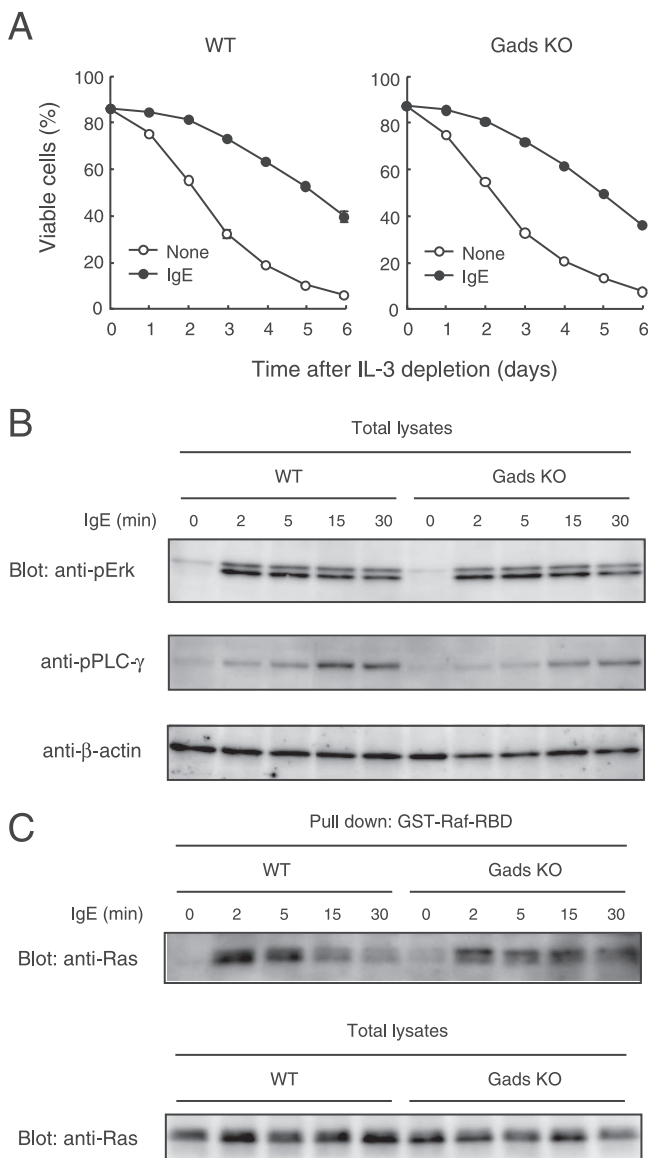 A
WT
Gads KO
Viable cells (%)
100
80
60
40
20
0
None
IgE
0 1 2 3 4 5 6
100
80
60
40
20
0
None
IgE
0 1 2 3 4 5 6
Time after IL-3 depletion (days)
B
Total lysates
WT Gads KO
IgE (min) 0 2 5 15 30 0 2 5 15 30
Blot: anti-pErk
anti-pPLC-γ
anti-β-actin
C
Pull down: GST-Raf-RBD
WT Gads KO
IgE (min) 0 2 5 15 30 0 2 5 15 30
Blot: anti-Ras
Total lysates
WT Gads KO
Blot: anti-Ras